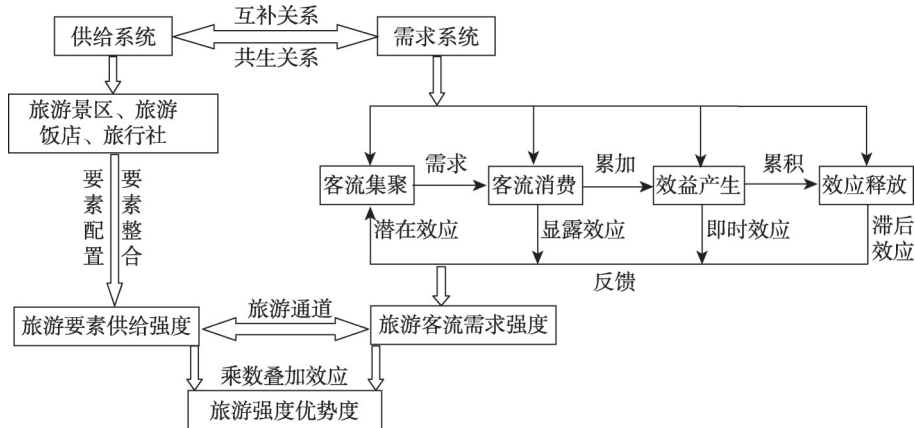 互补关系
供给系统
需求系统
共生关系
旅游景区、旅游
饭店、旅行社
要素配置
要素整合
客流集聚
需求
客流消费
累加
效益产生
累积
效应释放
潜在效应
显露效应
即时效应
滞后
效应
反馈
旅游要素供给强度
旅游通道
旅游客流需求强度
乘数叠加效应
旅游强度优势度